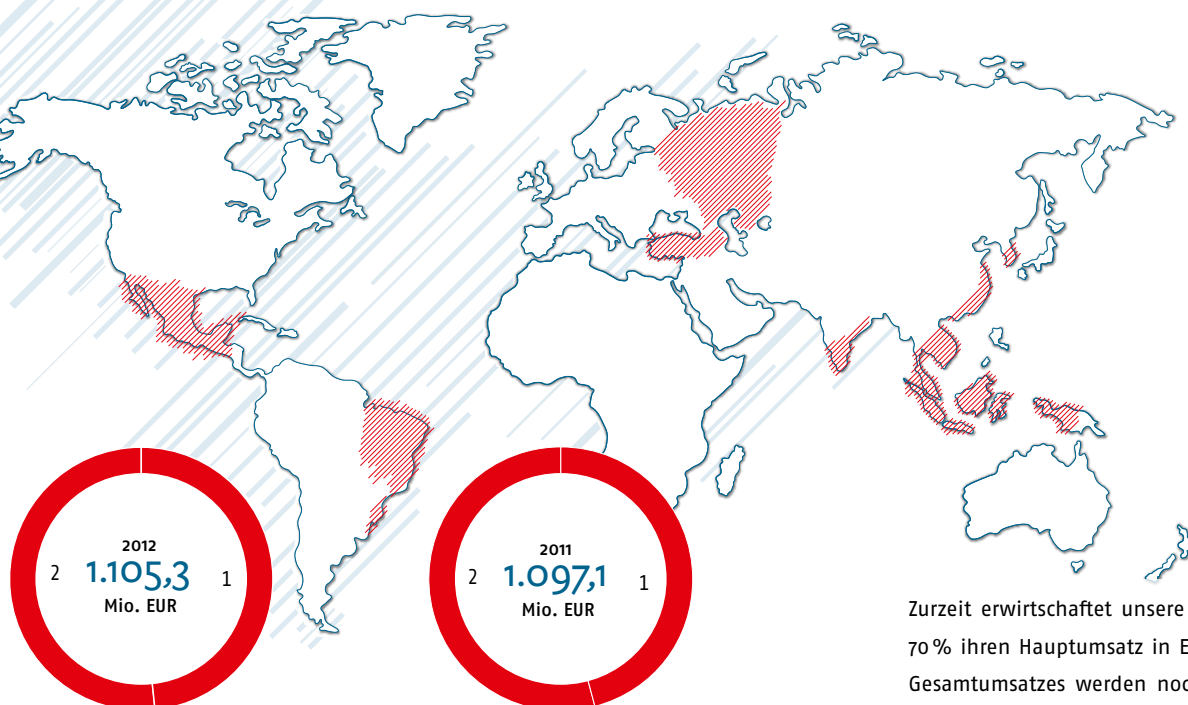 2012
2 1.105,3 1
Mio. EUR
2011
2 1.097,1 1
Mio. EUR
Zurzeit erwirtschaftet unsere
70 % ihren Hauptumsatz in
Gesamtumsatzes werden